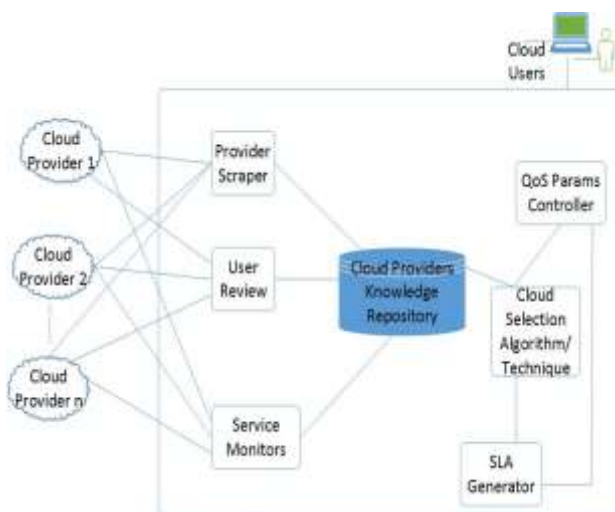 Cloud
Users
Cloud
Provider 1
Provider
Scraper
QoS Params
Controller
Cloud
Provider 2
User
Review
Cloud Providers
Knowledge
Repository
Cloud
Selection
Algorithm/
Technique
Cloud
Provider n
Service
Monitors
SLA
Generator